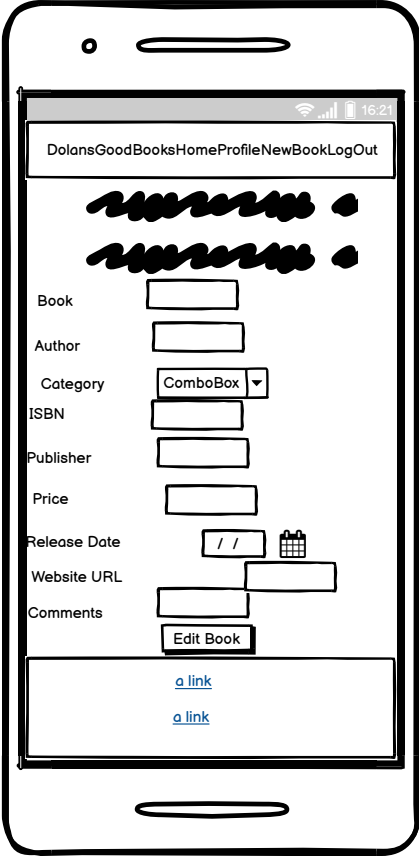 16:21
DolansGoodBooksHomeProfileNewBookLogOut
Book
Author
Category ComboBox
ISBN
Publisher
Price
Release Date / /
Website URL
Comments
Edit Book
a link
a link